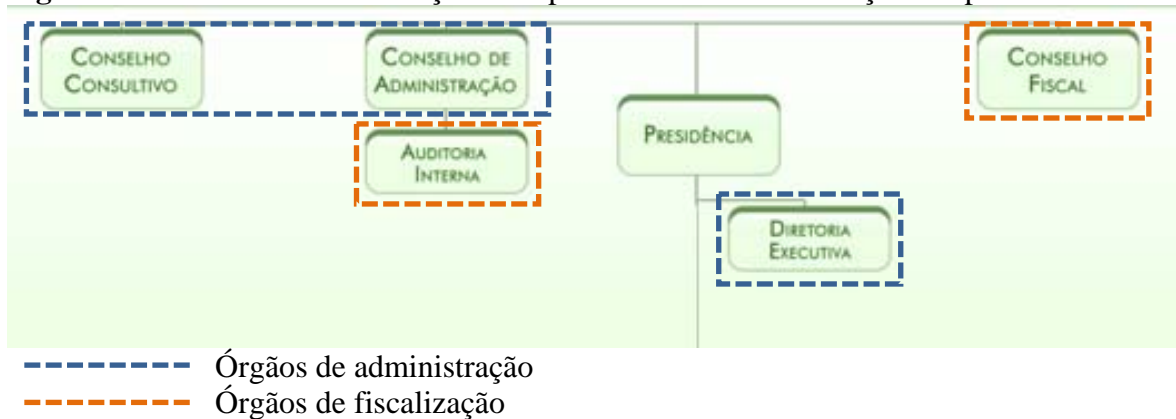 CONSELHO
CONSULTIVO
CONSELHO DE
ADMINISTRAÇÃO
CONSELHO
FISCAL
AUDITORIA
INTERNA
PRESIDÊNCIA
DIRETORIA
EXECUTIVA
Órgãos de administração
Órgãos de fiscalização